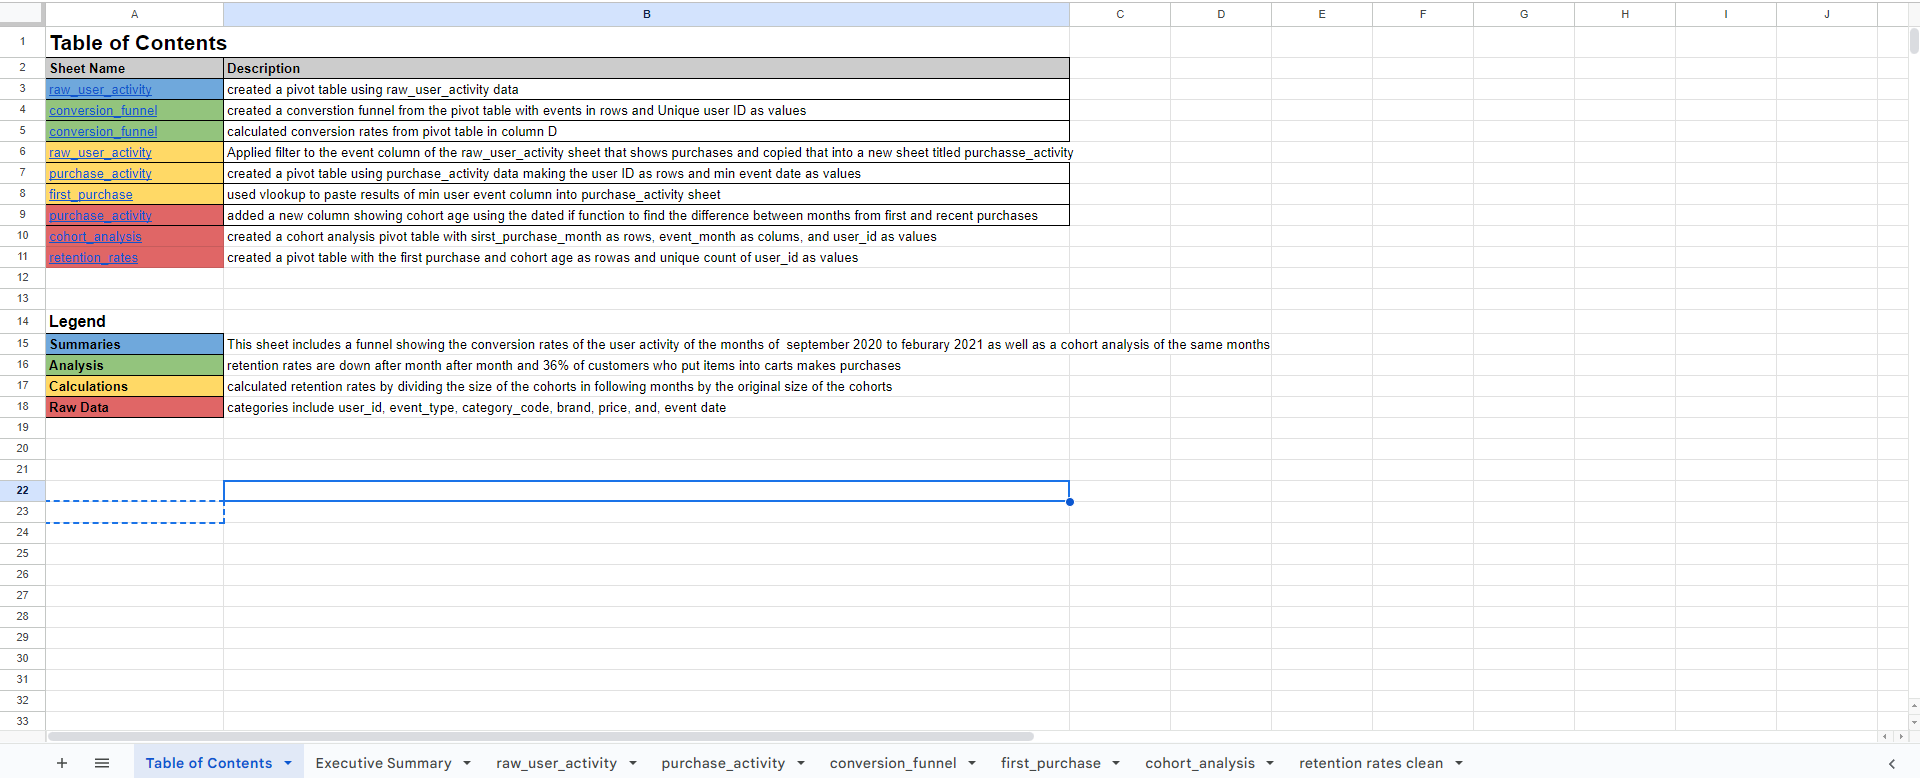 A B C D E F G H I J
1 Table of Contents
2 Sheet Name Description
3 raw_user_activity created a pivot table using raw_user_activity data
4 conversion_funnel created a converstion funnel from the pivot table with events in rows and Unique user ID as values
5 conversion_funnel calculated conversion rates from pivot table in column D
6 raw_user_activity Applied filter to the event column of the raw_user_activity sheet that shows purchases and copied that into a new sheet titled purchasse_activity
7 purchase_activity created a pivot table using purchase_activity data making the user ID as rows and min event date as values
8 first_purchase used vlookup to paste results of min user event column into purchase_activity sheet
9 purchase_activity added a new column showing cohort age using the dated if function to find the difference between months from first and recent purchases
10 cohort_analysis created a cohort analysis pivot table with sirst_purchase_month as rows, event_month as colums, and user_id as values
11 retention_rates created a pivot table with the first purchase and cohort age as rowas and unique count of user_id as values
12
13
14 Legend
15 Summaries This sheet includes a funnel showing the conversion rates of the user activity of the months of  september 2020 to feburary 2021 as well as a cohort analysis of the same months
16 Analysis retention rates are down after month after month and 36% of customers who put items into carts makes purchases
17 Calculations calculated retention rates by dividing the size of the cohorts in following months by the original size of the cohorts
18 Raw Data categories include user_id, event_type, category_code, brand, price, and, event date
19
20
21
22
23
24
25
26
27
28
29
30
31
32
33
Table of Contents Executive Summary raw_user_activity purchase_activity conversion_funnel first_purchase cohort_analysis retention rates clean